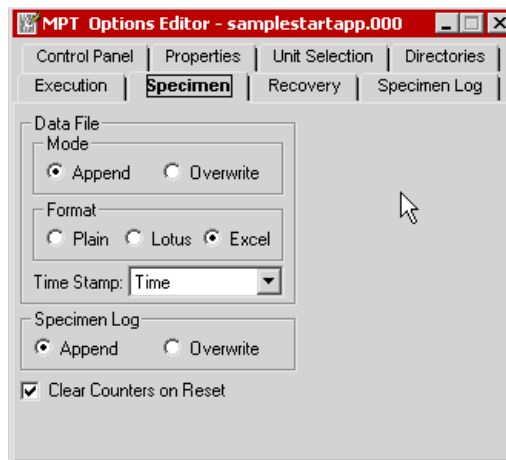 MPT Options Editor - samplestartapp.000
Control Panel Properties Unit Selection Directories
Execution Specimen Recovery Specimen Log
Data File
Mode
Append Overwrite
Format
Plain Lotus Excel
Time Stamp: Time
Specimen Log
Append Overwrite
Clear Counters on Reset